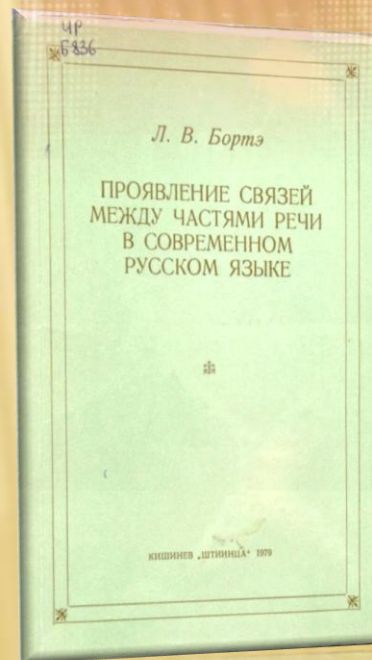 ЧР
Б836
Л. В. Бортэ
ПРОЯВЛЕНИЕ СВЯЗЕЙ
МЕЖДУ ЧАСТЯМИ РЕЧИ
В СОВРЕМЕННОМ
РУССКОМ ЯЗЫКЕ
КИШИНЕВ „ШТИИНЦА" 1979